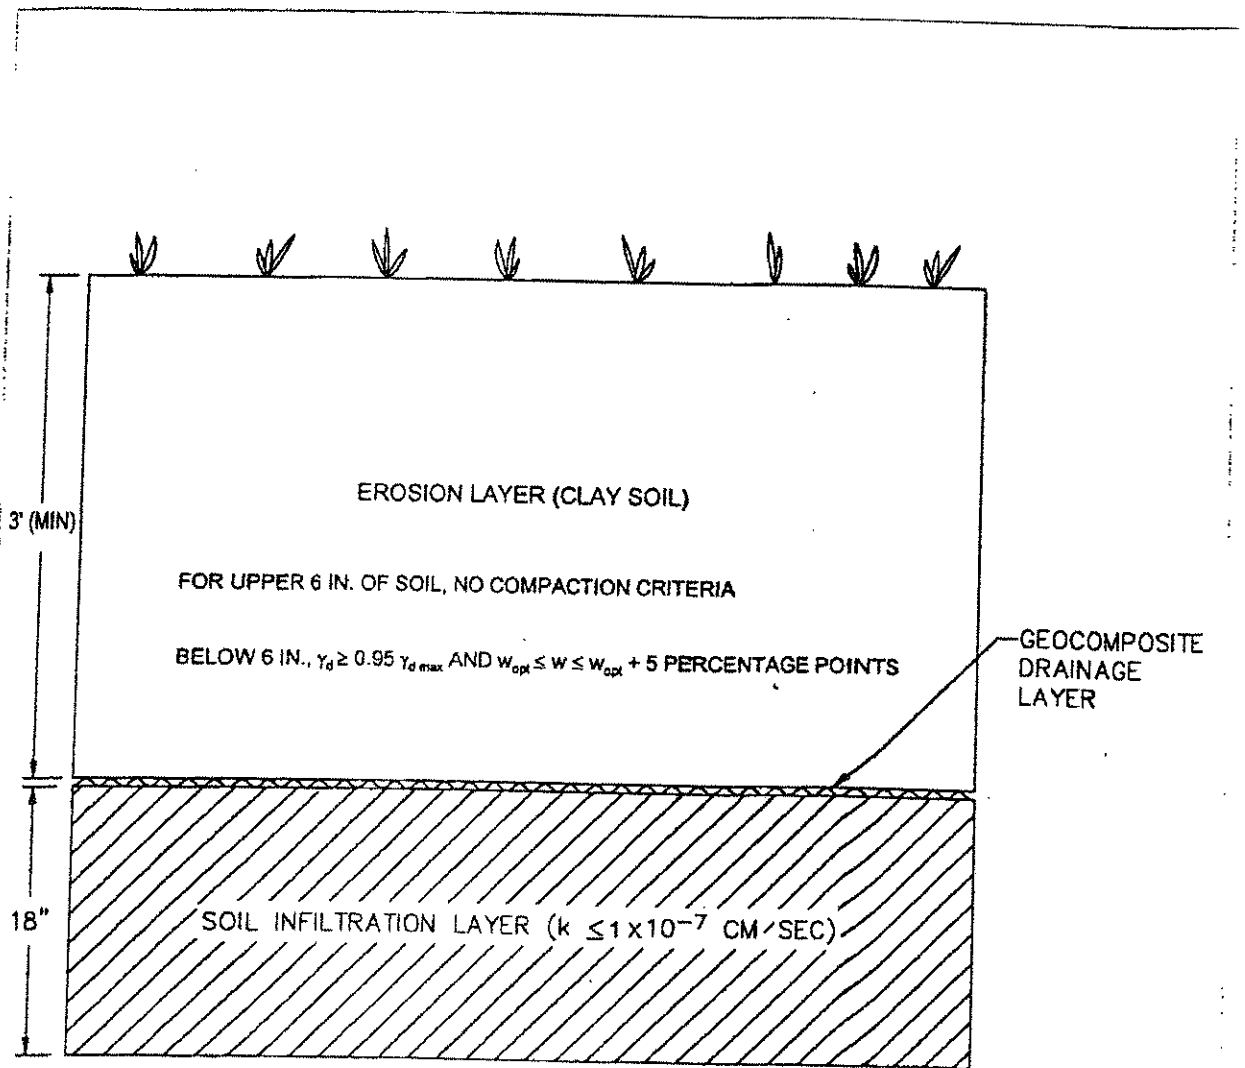 EROSION LAYER (CLAY SOIL)
3' (MIN)
FOR UPPER 6 IN. OF SOIL, NO COMPACTION CRITERIA
BELOW 6 IN., γd ≥ 0.95 γd max AND wopt ≤ w ≤ wopt + 5 PERCENTAGE POINTS
GEOCOMPOSITE
DRAINAGE
LAYER
18"
SOIL INFILTRATION LAYER (k ≤1x10⁻⁷ CM/SEC)